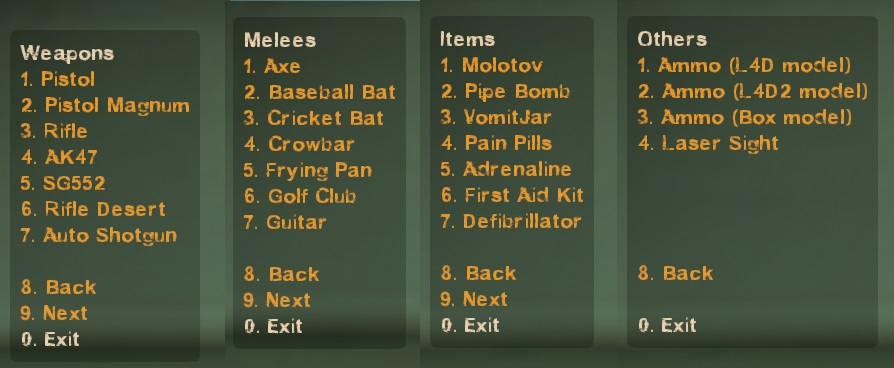 Weapons
1. Pistol
2. Pistol Magnum
3. Rifle
4. AK47
5. SG552
6. Rifle Desert
7. Auto Shotgun
8. Back
9. Next
0. Exit
Melees
1. Axe
2. Baseball Bat
3. Cricket Bat
4. Crowbar
5. Frying Pan
6. Golf Club
7. Guitar
8. Back
9. Next
0. Exit
Items
1. Molotov
2. Pipe Bomb
3. VomitJar
4. Pain Pills
5. Adrenaline
6. First Aid Kit
7. Defibrillator
8. Back
9. Next
0. Exit
Others
1. Ammo (L4D model)
2. Ammo (L4D2 model)
3. Ammo (Box model)
4. Laser Sight
8. Back
0. Exit